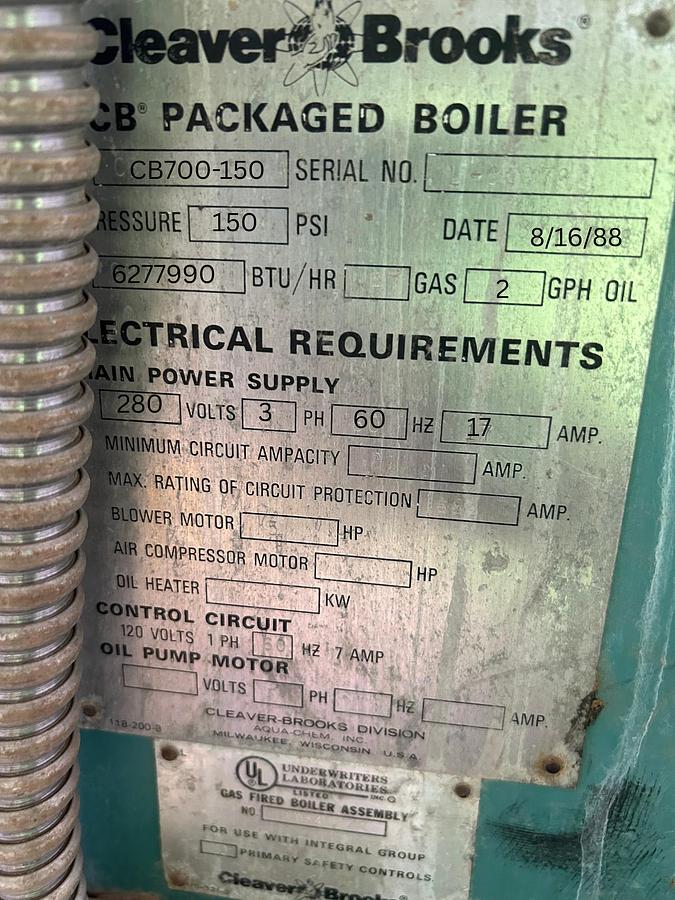 Cleaver Brooks®
CB® PACKAGED BOILER
CB700-150 SERIAL NO.
RESSURE 150 PSI DATE 8/16/88
6277990 BTU/HR GAS 2 GPH OIL
LECTRICAL REQUIREMENTS
AIN POWER SUPPLY
280 VOLTS 3 PH 60 HZ 17 AMP.
MINIMUM CIRCUIT AMPACITY AMP.
MAX. RATING OF CIRCUIT PROTECTION AMP.
BLOWER MOTOR HP
AIR COMPRESSOR MOTOR HP
OIL HEATER KW
CONTROL CIRCUIT
120 VOLTS 1 PH 60 HZ 7 AMP
OIL PUMP MOTOR
VOLTS PH HZ AMP.
118-200-B
CLEAVER-BROOKS DIVISION
AQUA-CHEM, INC.
MILWAUKEE, WISCONSIN U.S.A.
UL UNDERWRITERS
LABORATORIES
INC.®
LISTED
GAS FIRED BOILER ASSEMBLY
NO
FOR USE WITH INTEGRAL GROUP
PRIMARY SAFETY CONTROLS.
Cleaver Brooks